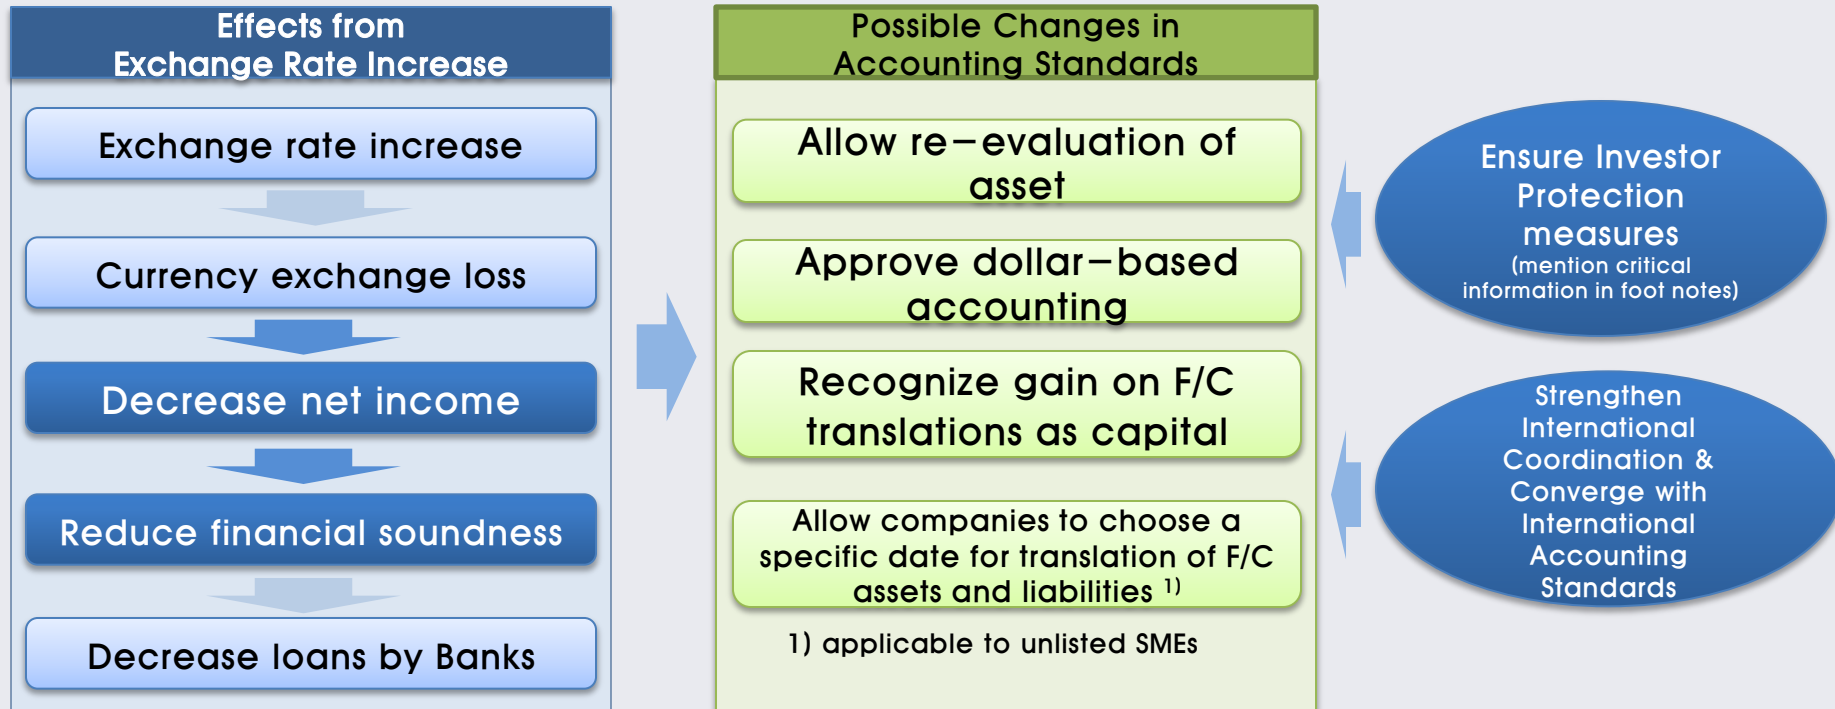 Effects from
Exchange Rate Increase
Exchange rate increase
Currency exchange loss
Decrease net income
Reduce financial soundness
Decrease loans by Banks
Possible Changes in
Accounting Standards
Allow re−evaluation of
asset
Approve dollar−based
accounting
Recognize gain on F/C
translations as capital
Allow companies to choose a
specific date for translation of F/C
assets and liabilities ¹⁾
1) applicable to unlisted SMEs
Ensure Investor
Protection
measures
(mention critical
information in foot notes)
Strengthen
International
Coordination &
Converge with
International
Accounting
Standards